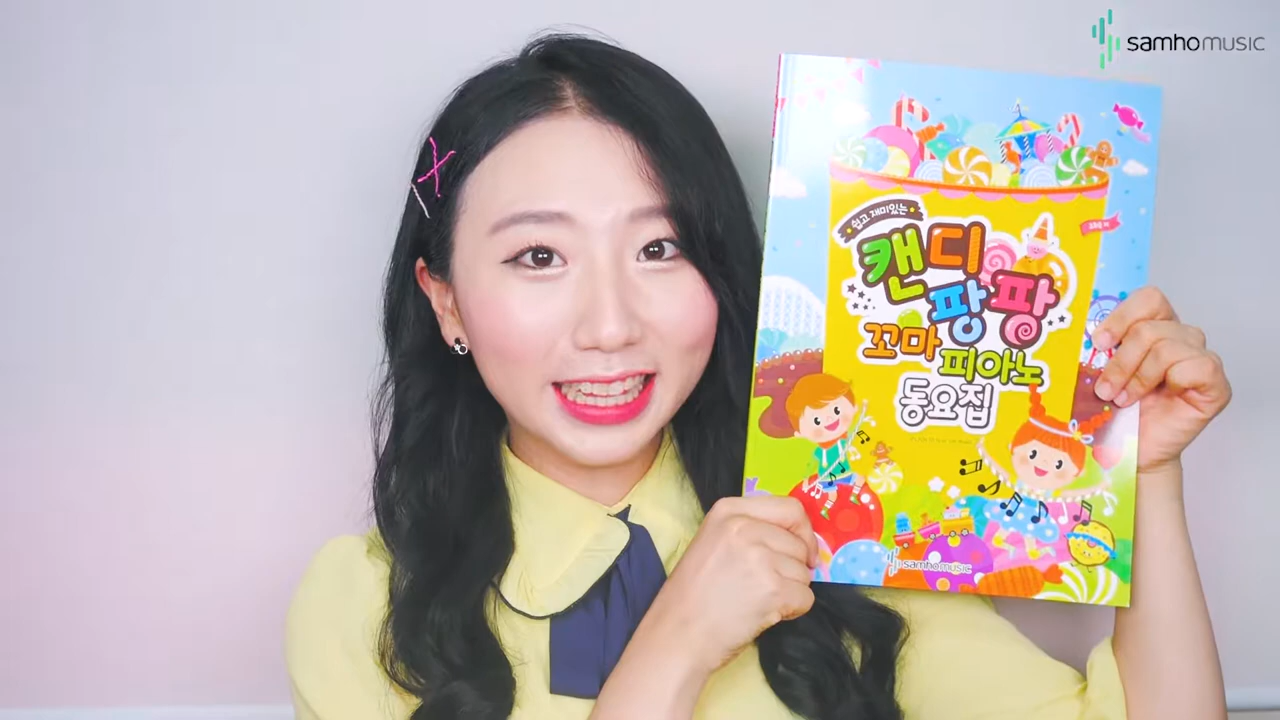 samhomusic
쉽고 재미있는
캔디
팡팡
꼬마 피아노
동요집
samhomusic